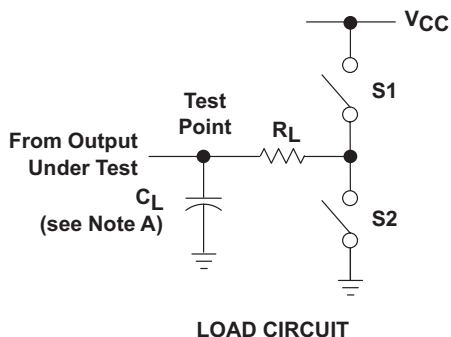 VCC
S1
Test
Point
RL
From Output
Under Test
CL
(see Note A)
S2
LOAD CIRCUIT